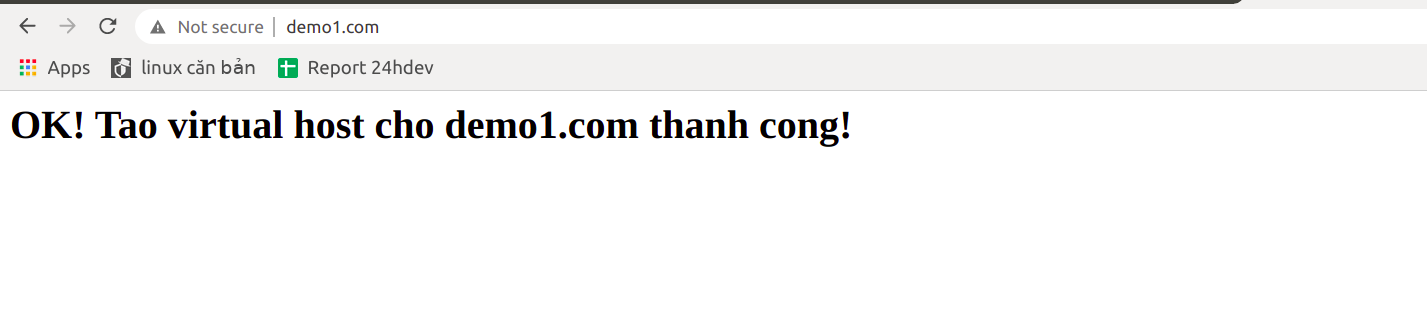 Not secure | demo1.com
Apps linux căn bản Report 24hdev
OK! Tao virtual host cho demo1.com thanh cong!